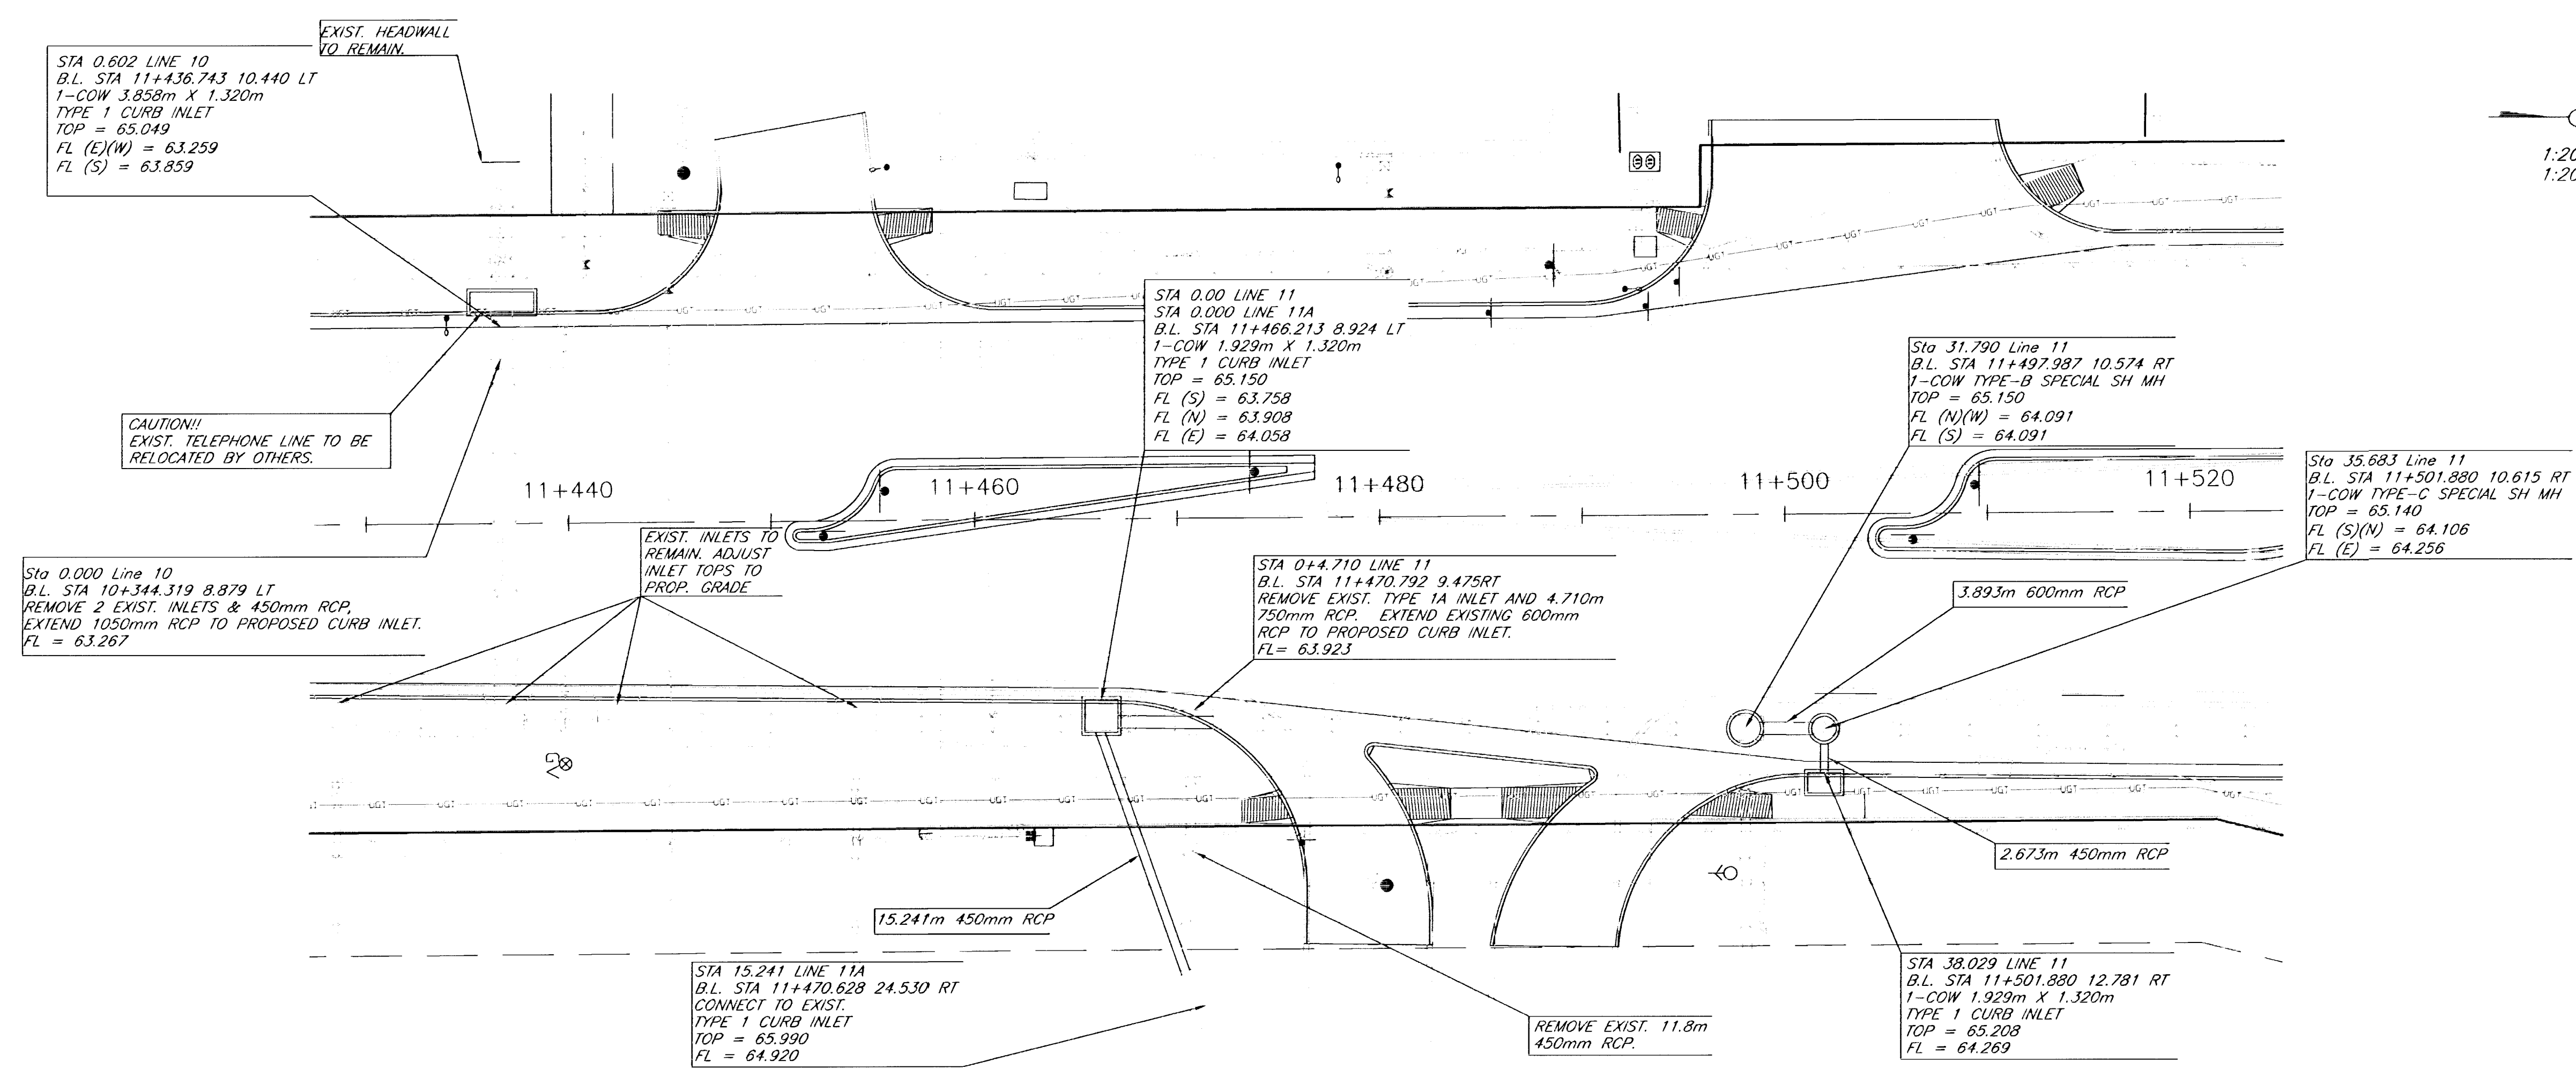 EXIST. HEADWALL
TO REMAIN.
STA 0.602 LINE 10
B.L. STA 11+436.743 10.440 LT
1-COW 3.858m X 1.320m
TYPE 1 CURB INLET
TOP = 65.049
FL (E)(W) = 63.259
FL (S) = 63.859
1:20
1:20
STA 0.00 LINE 11
STA 0.000 LINE 11A
B.L. STA 11+466.213 8.924 LT
1-COW 1.929m X 1.320m
TYPE 1 CURB INLET
TOP = 65.150
FL (S) = 63.758
FL (N) = 63.908
FL (E) = 64.058
Sta 31.790 Line 11
B.L. STA 11+497.987 10.574 RT
1-COW TYPE-B SPECIAL SH MH
TOP = 65.150
FL (N)(W) = 64.091
FL (S) = 64.091
CAUTION!!
EXIST. TELEPHONE LINE TO BE
RELOCATED BY OTHERS.
Sta 35.683 Line 11
B.L. STA 11+501.880 10.615 RT
1-COW TYPE-C SPECIAL SH MH
TOP = 65.140
FL (S)(N) = 64.106
FL (E) = 64.256
11+440
11+460
11+480
11+500
11+520
EXIST. INLETS TO
REMAIN. ADJUST
INLET TOPS TO
PROP. GRADE
Sta 0.000 Line 10
B.L. STA 10+344.319 8.879 LT
REMOVE 2 EXIST. INLETS & 450mm RCP,
EXTEND 1050mm RCP TO PROPOSED CURB INLET.
FL = 63.267
STA 0+4.710 LINE 11
B.L. STA 11+470.792 9.475RT
REMOVE EXIST. TYPE 1A INLET AND 4.710m
750mm RCP. EXTEND EXISTING 600mm
RCP TO PROPOSED CURB INLET.
FL= 63.923
3.893m 600mm RCP
2.673m 450mm RCP
15.241m 450mm RCP
STA 15.241 LINE 11A
B.L. STA 11+470.628 24.530 RT
CONNECT TO EXIST.
TYPE 1 CURB INLET
TOP = 65.990
FL = 64.920
REMOVE EXIST. 11.8m
450mm RCP.
STA 38.029 LINE 11
B.L. STA 11+501.880 12.781 RT
1-COW 1.929m X 1.320m
TYPE 1 CURB INLET
TOP = 65.208
FL = 64.269
UGT
UGT
UGT
UGT
UGT
UGT